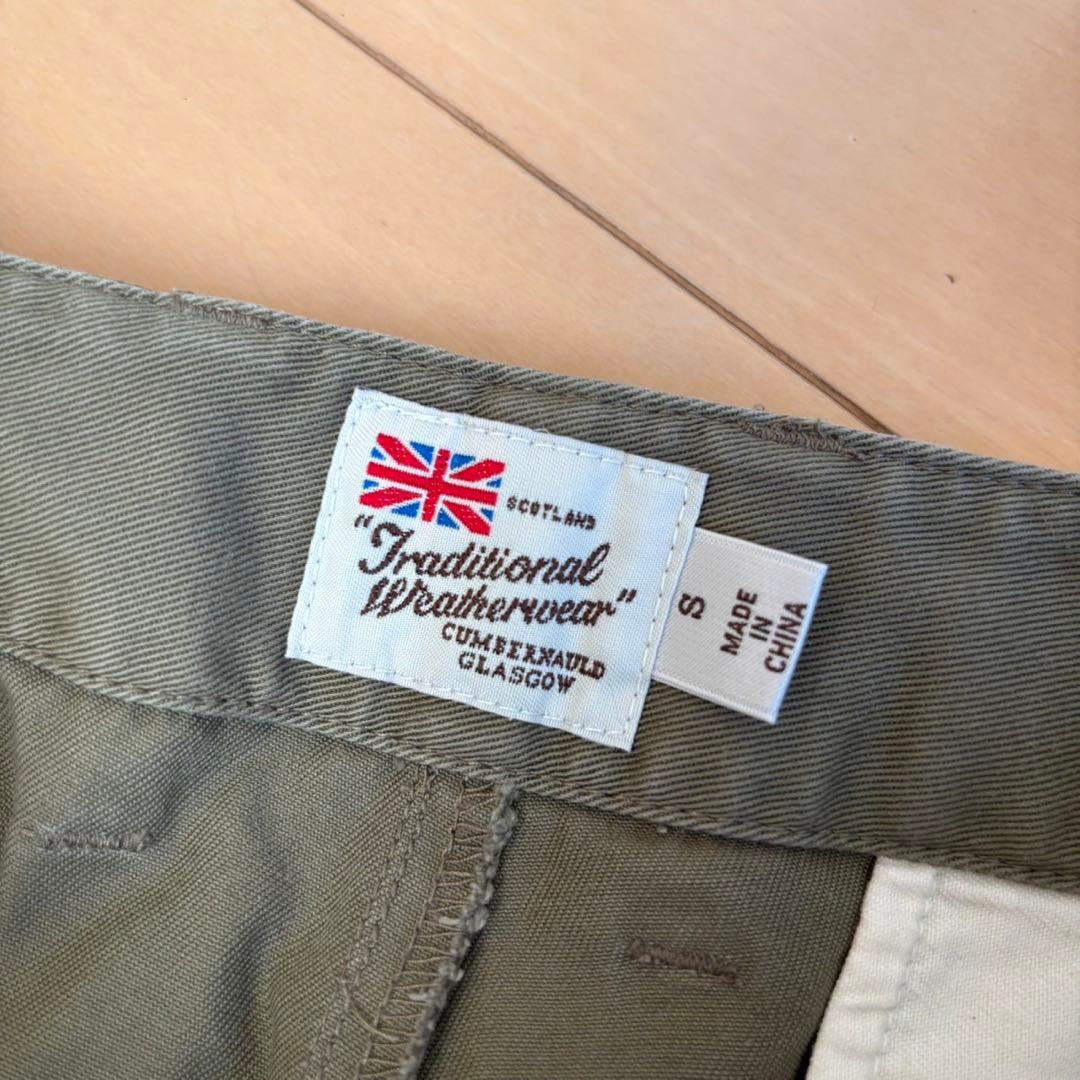 SCOTLAND
"Traditional
Weatherwear"
CUMBERNAULD
GLASGOW
S
MADE
IN
CHINA